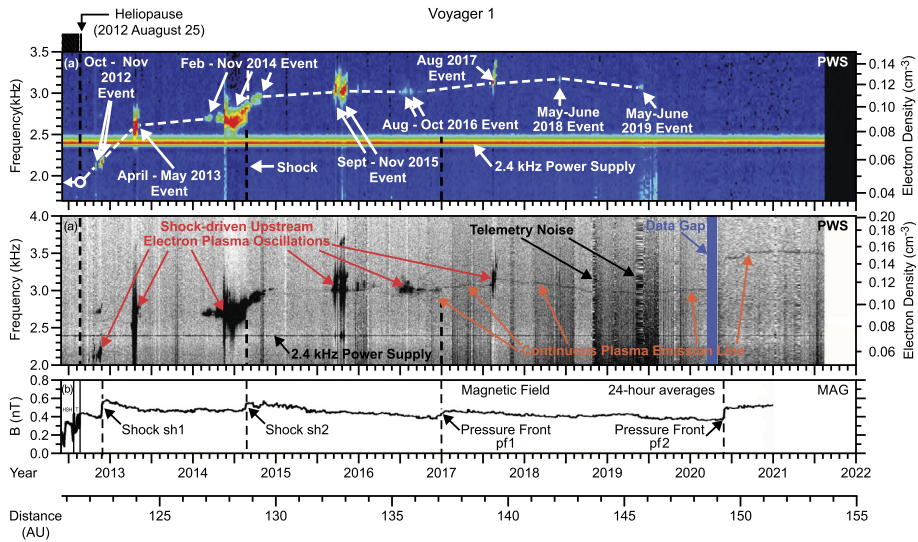 Voyager 1
Heliopause
(2012 Auagust 25)
3.5
3.0
2.5
2.0
Frequency(kHz)
(a)
Oct - Nov
2012 Event
Feb - Nov 2014 Event
Aug 2017
Event
PWS
April - May 2013
Event
Shock
Sept - Nov 2015
Event
Aug - Oct 2016 Event
May-June
2018 Event
May-June
2019 Event
2.4 kHz Power Supply
0.14
0.12
0.10
0.08
0.06
0.04
Electron Density (cm-3)
4.0
3.5
3.0
2.5
2.0
Frequency (kHz)
(a)
Shock-driven Upstream
Electron Plasma Oscillations
Telemetry Noise
Data Gap
PWS
2.4 kHz Power Supply
Continuous Plasma Emission Line
0.20
0.16
0.14
0.12
0.10
0.08
0.06
Electron Density (cm-3)
0.8
0.6
0.4
0.2
0.0
B (nT)
(b)
Magnetic Field
24-hour averages
MAG
Shock sh1
Shock sh2
Pressure Front
pf1
Pressure Front
pf2
Year
2013
2014
2015
2016
2017
2018
2019
2020
2021
2022
Distance
(AU)
125
130
135
140
145
150
155